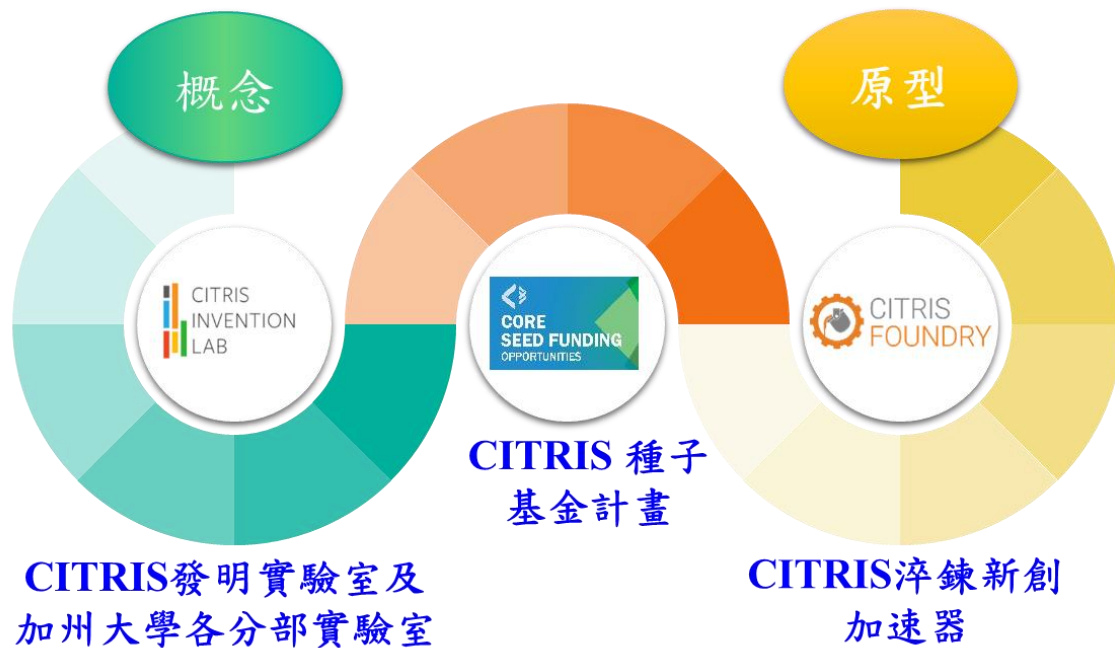 概念
原型
CITRIS
INVENTION
LAB
CORE
SEED FUNDING
OPPORTUNITIES
CITRIS
FOUNDRY
CITRIS 種子
基金計畫
CITRIS發明實驗室及
加州大學各分部實驗室
CITRIS淬鍊新創
加速器